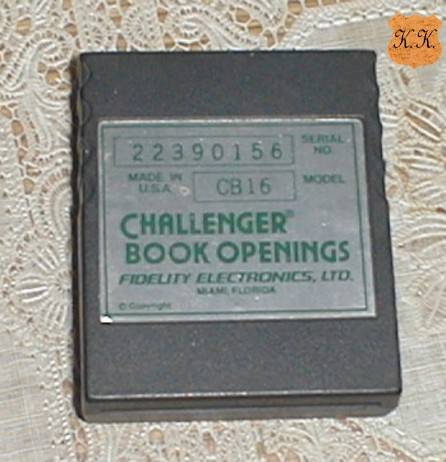 K.K.
22390156 SERIAL NO.
MADE IN U.S.A. CB16 MODEL
CHALLENGER®
BOOK OPENINGS
FIDELITY ELECTRONICS, LTD.
MIAMI, FLORIDA
© Copyright